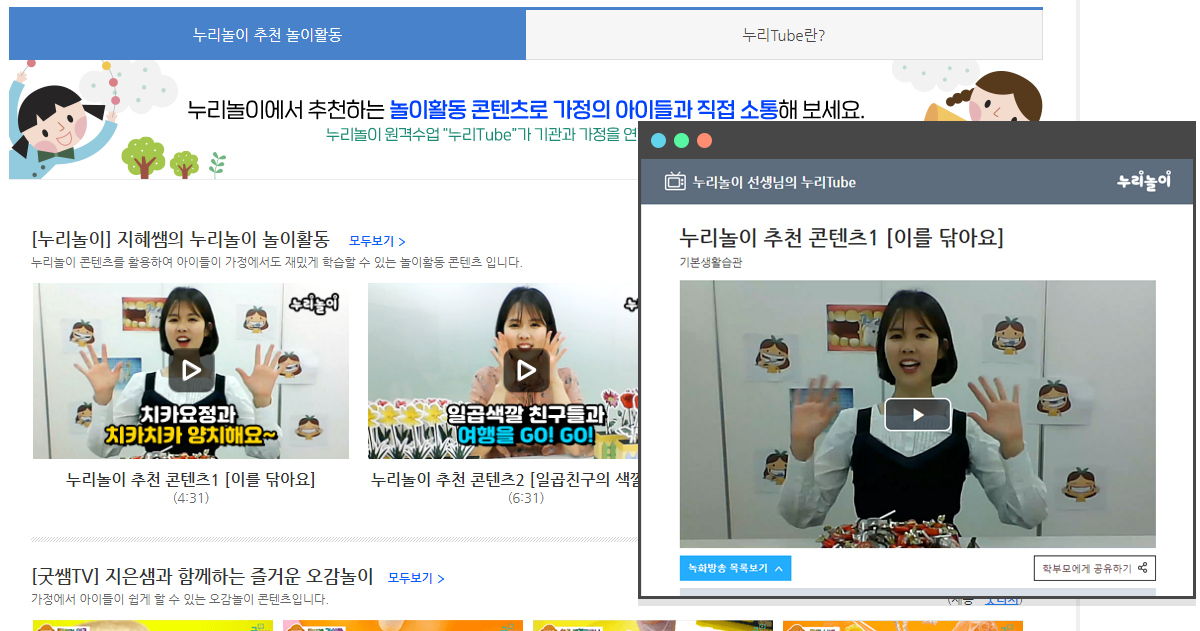 누리놀이 추천 놀이활동
누리Tube란?
누리놀이에서 추천하는 놀이활동 콘텐츠로 가정의 아이들과 직접 소통해 보세요.
누리놀이 원격수업 "누리Tube"가 기관과 가정을 연
[누리놀이] 지혜쌤의 누리놀이 놀이활동
모두보기 >
누리놀이 콘텐츠를 활용하여 아이들이 가정에서도 재밌게 학습할 수 있는 놀이활동 콘텐츠 입니다.
누리놀이
치카요정과
치카치카 양치해요~
누리놀이 추천 콘텐츠1 [이를 닦아요]
(4:31)
일곱색깔 친구들과
여행을 GO! GO!
누리놀이 추천 콘텐츠2 [일곱친구의 색깔
(6:31)
[굿쌤TV] 지은샘과 함께하는 즐거운 오감놀이
모두보기 >
가정에서 아이들이 쉽게 할 수 있는 오감놀이 콘텐츠입니다.
누리놀이 선생님의 누리Tube
누리놀이
누리놀이 추천 콘텐츠1 [이를 닦아요]
기본생활습관
녹화방송 목록보기
학부모에게 공유하기